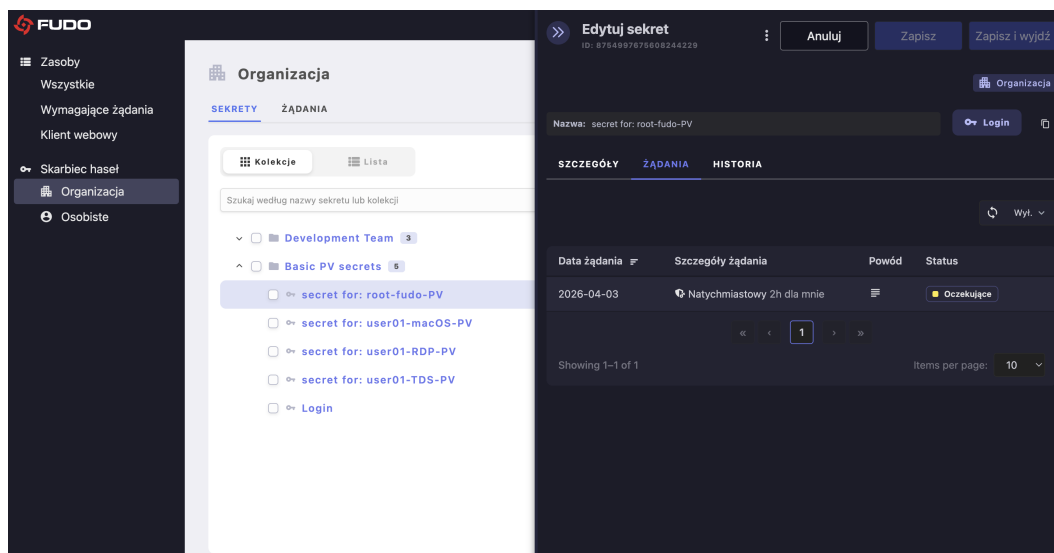 FUDO
Zasoby
Wszystkie
Wymagające żądania
Klient webowy
Skarbiec haseł
Organizacja
Osobiste
Organizacja
SEKRETY ŻĄDANIA
Kolekcje Lista
Szukaj według nazwy sekretu lub kolekcji
Development Team 3
Basic PV secrets 5
secret for: root-fudo-PV
secret for: user01-macOS-PV
secret for: user01-RDP-PV
secret for: user01-TDS-PV
Login
Edytuj sekret
ID: 8754997675608244229
Anuluj Zapisz Zapisz i wyjdź
Organizacja
Nazwa: secret for: root-fudo-PV
Login
SZCZEGÓŁY ŻĄDANIA HISTORIA
Wył.
Data żądania Szczegóły żądania Powód Status
2026-04-03 Natychmiastowy 2h dla mnie Oczekujące
« ‹ 1 › »
Showing 1–1 of 1 Items per page: 10